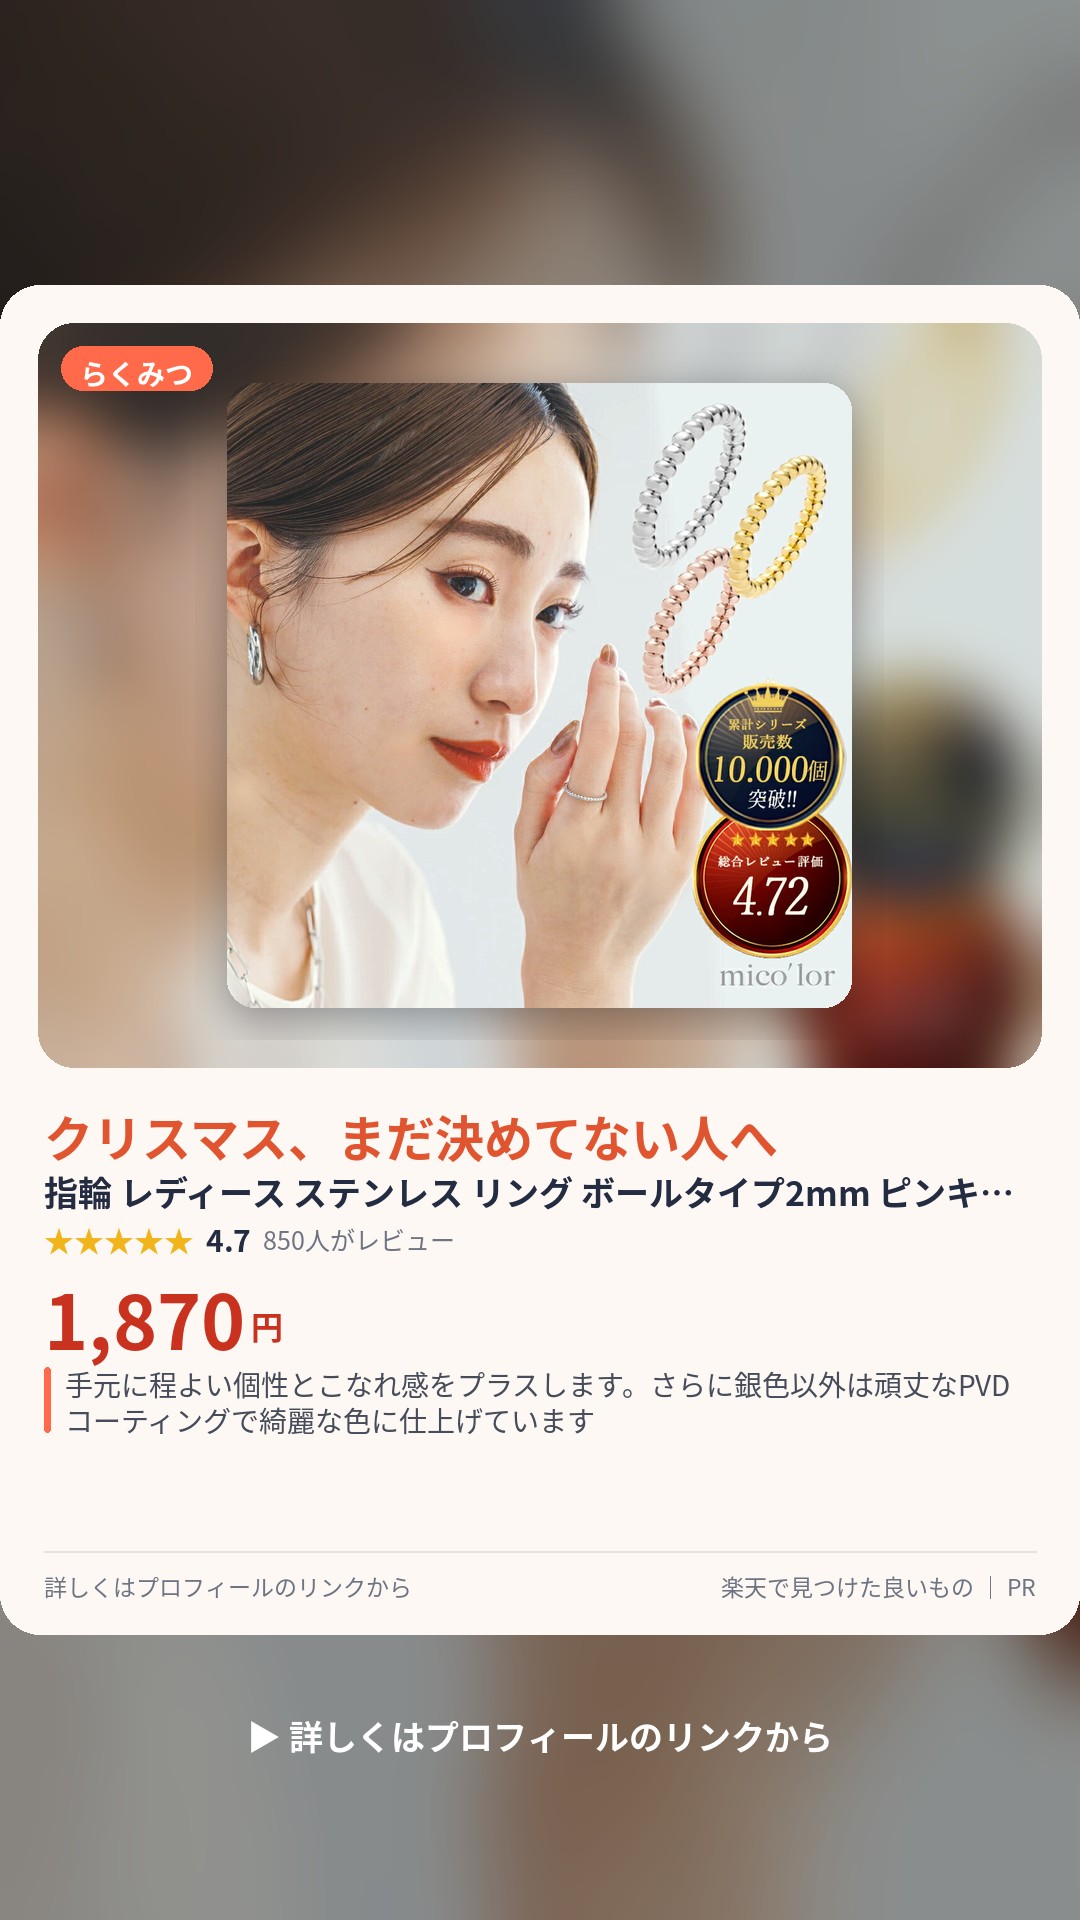 らくみつ
累計シリーズ
販売数
10.000個
突破!!
総合レビュー評価
4.72
mico'lor
クリスマス、まだ決めてない人へ
指輪 レディース ステンレス リング ボールタイプ2mm ピンキ…
★★★★★ 4.7 850人がレビュー
1,870円
手元に程よい個性とこなれ感をプラスします。さらに銀色以外は頑丈なPVD
コーティングで綺麗な色に仕上げています
詳しくはプロフィールのリンクから
楽天で見つけた良いもの｜PR
▶ 詳しくはプロフィールのリンクから